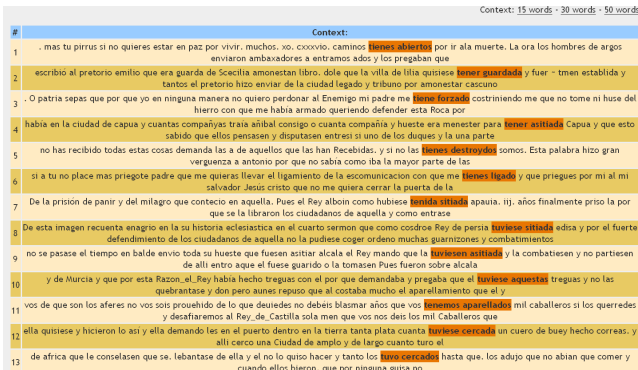 Context: 15 words - 30 words - 50 words
# Context:
1 . mas tu pirrus si no quieres estar en paz por vivir. muchos. xo. cxxxvio. caminos tienes abiertos por ir ala muerte. La ora los hombres de argos
enviaron ambaxadores a entramos ados y los pregaban que
2 escribió al pretorio emilio que era guarda de Scecilia amonestan libro. dole que la villa de lilia quisiese tener guardada y fuer - tmen establida y
tantos el pretorio hizo enviar de la ciudad legado y tribuno por amonestar cascuno
3 . O patria sepas que por que yo en ninguna manera no quiero perdonar al Enemigo mi padre me tiene forzado costriniendo me que no tome ni huse del
hierro con que me había armado queriendo defender esta Roca por
4 había en la ciudad de capua y cuantas compañyas traía añibal consigo o cuanta compañía y hueste era menester para tener asitiada Capua y que esto
sabido que ellos pensasen y disputasen entresi si uno de los duques y la una parte
5 no has recibido todas estas cosas demanda las a de aquellos que las han Recibidas. y si no las tienes destroydos somos. Esta palabra hizo gran
verguenza a antonio por que no sabía como iba la mayor parte de las
6 si a tu no place mas priegote padre que me quieras llevar el ligamiento de la escomunicacion con que me tienes ligado y que priegues por mi al mi
salvador Jesús cristo que no me quiera cerrar la puerta de la
7 De la prisión de panir y del milagro que contecio en aquella. Pues el Rey alboin como hubiese tenida sitiada apauia. iij. años finalmente priso la por
que se la libraron los ciudadanos de aquella y como entrase
8 De esta imagen recuenta enagrio en la su historia eclesiastica en el cuarto sermon que como cosdroe Rey de persia tuviese sitiada edisa y por el fuerte
defendimiento de los ciudadanos de aquella no la pudiese coger ordeno muchas guarnizones y combatimientos
9 no se pasase el tiempo en balde envio toda su hueste que fuesen asitiar alcala el Rey mando que la tuviesen asitiada y la combatiesen y no partiesen
de alli entro aque el fuese guarido o la tomasen Pues fueron sobre alcala
10 y de Murcia y que por esta Razon_el_Rey había hecho treguas con el por que demandaba y pregaba que el tuviese aquestas treguas y no las
quebrantase y don pero aunes repuso que al costaba mucho el aparellamiento que el y
11 vos de que son los aferes no vos sois prouehido de lo que deuiedes no debéis blasmar años que vos tenemos aparellados mil caballeros si los querredes
y desafiaremos al Rey_de_Castilla sola men que vos nos deis los mil Caballeros que
12 ella quisiese y hicieron lo asi y ella demando les en el puerto dentro en la tierra tanta plata cuanta tuviese cercada un cuero de buey hecho correas. y
alli cerco una Ciudad de amplo y de largo cuanto turo el
13 de africa que le conselasen que se. lebantase de ella y el no lo quiso hacer y tanto los tuvo cercados hasta que. los adujo que no abian que comer y
cuando ellos hieron. que por ninguna guisa no